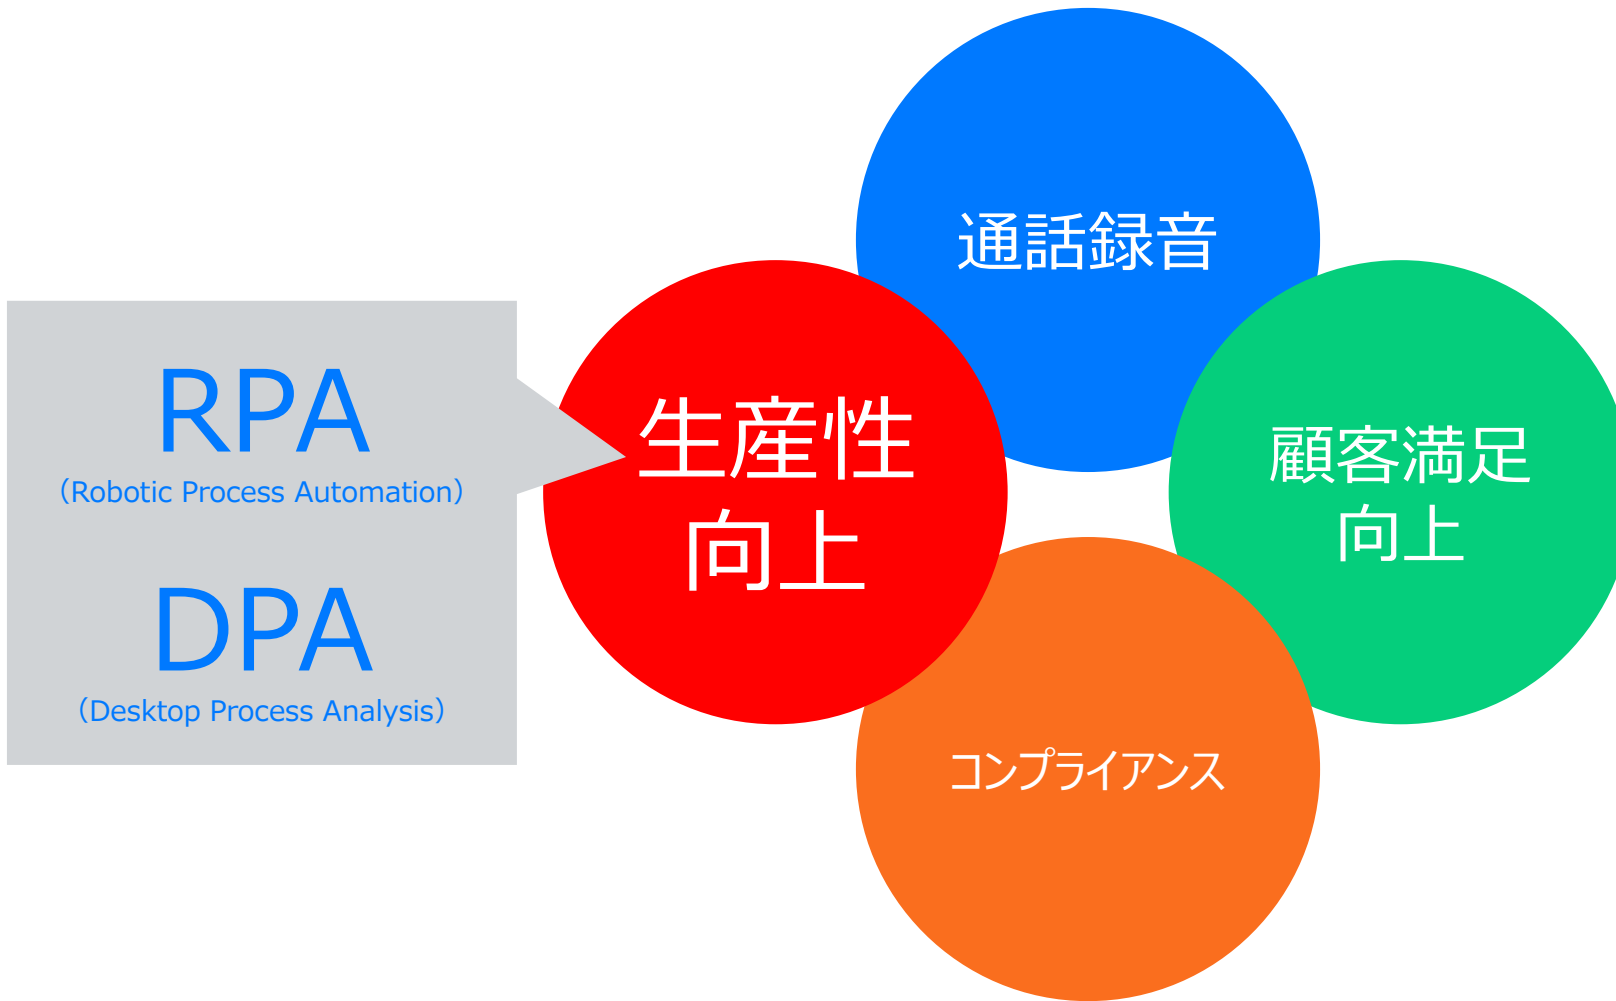 通話録音
RPA
（Robotic Process Automation）
DPA
（Desktop Process Analysis）
生産性
向上
顧客満足
向上
コンプライアンス